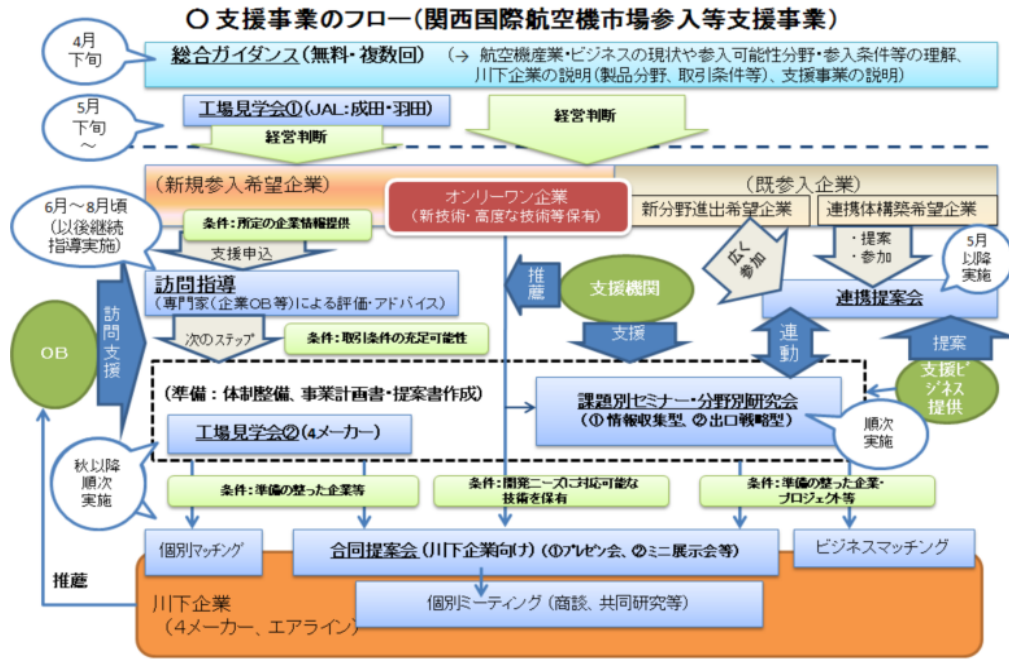 〇 支援事業のフロー(関西国際航空機市場参入等支援事業)
4月
下旬
総合ガイダンス(無料・複数回)
(→ 航空機産業・ビジネスの現状や参入可能性分野・参入条件等の理解、
川下企業の説明(製品分野、取引条件等)、支援事業の説明)
5月
下旬
~
工場見学会①(JAL:成田・羽田)
経営判断
経営判断
(新規参入希望企業)
オンリーワン企業
(新技術・高度な技術等保有)
(既参入企業)
新分野進出希望企業
連携体構築希望企業
6月~8月頃
(以後継続
指導実施)
条件:所定の企業情報提供
支援申込
広く
参加
・提案
・参加
5月
以降
実施
訪問指導
(専門家(企業OB等)による評価・アドバイス)
推薦
支援機関
連携提案会
OB
訪問支援
次のステップ
条件:取引条件の充足可能性
支援
連動
提案
支援ビ
ジネス
提供
(準備:体制整備、事業計画書・提案書作成)
課題別セミナー・分野別研究会
(①情報収集型、②出口戦略型)
工場見学会②(4メーカー)
順次
実施
秋以降
順次
実施
条件:準備の整った企業等
条件:開発ニーズに対応可能な
技術を保有
条件:準備の整った企業・
プロジェクト等
個別マッチング
合同提案会(川下企業向け)(①プレゼン会、②ミニ展示会等)
ビジネスマッチング
推薦
川下企業
(4メーカー、エアライン)
個別ミーティング(商談、共同研究等)